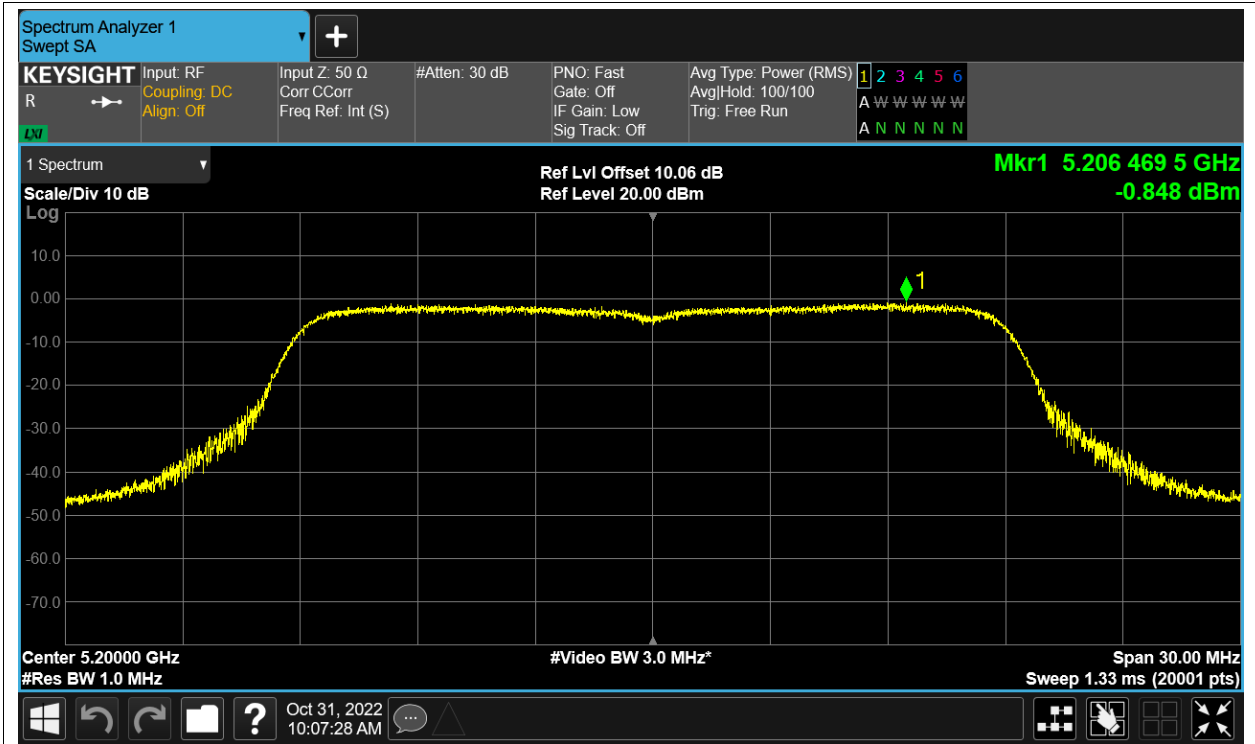 Spectrum Analyzer 1
Swept SA
KEYSIGHT
R
LXI
Input: RF
Coupling: DC
Align: Off
Input Z: 50 Ω
Corr CCorr
Freq Ref: Int (S)
#Atten: 30 dB
PNO: Fast
Gate: Off
IF Gain: Low
Sig Track: Off
Avg Type: Power (RMS)
Avg|Hold: 100/100
Trig: Free Run
1 2 3 4 5 6
A W W W W W
A N N N N N
1 Spectrum
Scale/Div 10 dB
Log
Ref Lvl Offset 10.06 dB
Ref Level 20.00 dBm
Mkr1 5.206 469 5 GHz
-0.848 dBm
1
10.0
0.00
-10.0
-20.0
-30.0
-40.0
-50.0
-60.0
-70.0
Center 5.20000 GHz
#Res BW 1.0 MHz
#Video BW 3.0 MHz*
Span 30.00 MHz
Sweep 1.33 ms (20001 pts)
?
Oct 31, 2022
10:07:28 AM